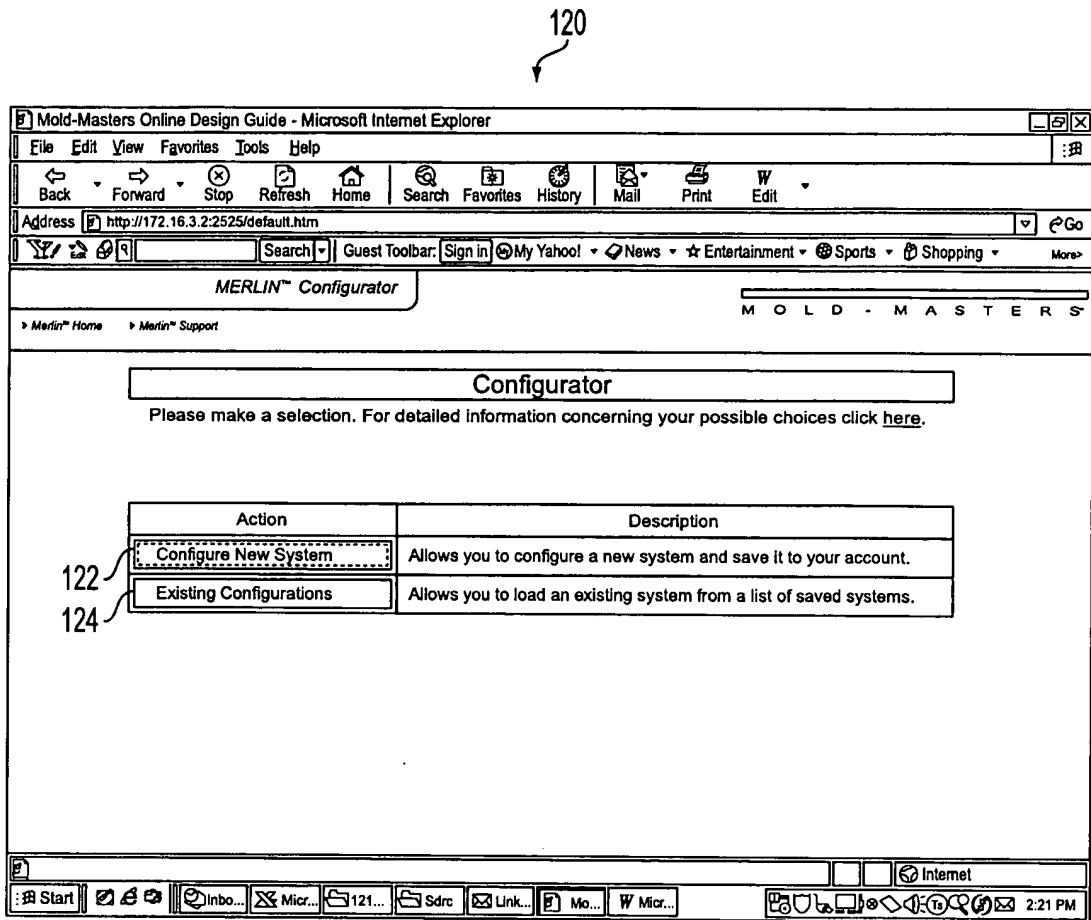 120
Mold-Masters Online Design Guide - Microsoft Internet Explorer
File Edit View Favorites Tools Help
Back Forward Stop Refresh Home Search Favorites History Mail Print Edit
Address http://172.16.3.2:2525/default.htm Go
Search Guest Toolbar: Sign in My Yahoo! News Entertainment Sports Shopping More>
MERLIN™ Configurator
MOLD-MASTERS
Merlin™ Home Merlin™ Support
Configurator
Please make a selection. For detailed information concerning your possible choices click here.
Action Description
122 Configure New System Allows you to configure a new system and save it to your account.
124 Existing Configurations Allows you to load an existing system from a list of saved systems.
Internet
Start Inbo... Micr... 121... Sdrc Link... Mo... W Micr... 2:21 PM